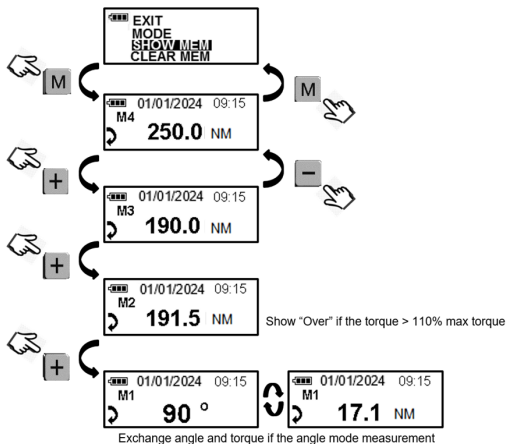 EXIT
MODE
SHOW MEM
CLEAR MEM
M
M
01/01/2024 09:15
M4
250.0 NM
+
-
01/01/2024 09:15
M3
190.0 NM
+
01/01/2024 09:15
M2
191.5 NM
Show "Over" if the torque > 110% max torque
+
01/01/2024 09:15
M1
90 °
01/01/2024 09:15
M1
17.1 NM
Exchange angle and torque if the angle mode measurement